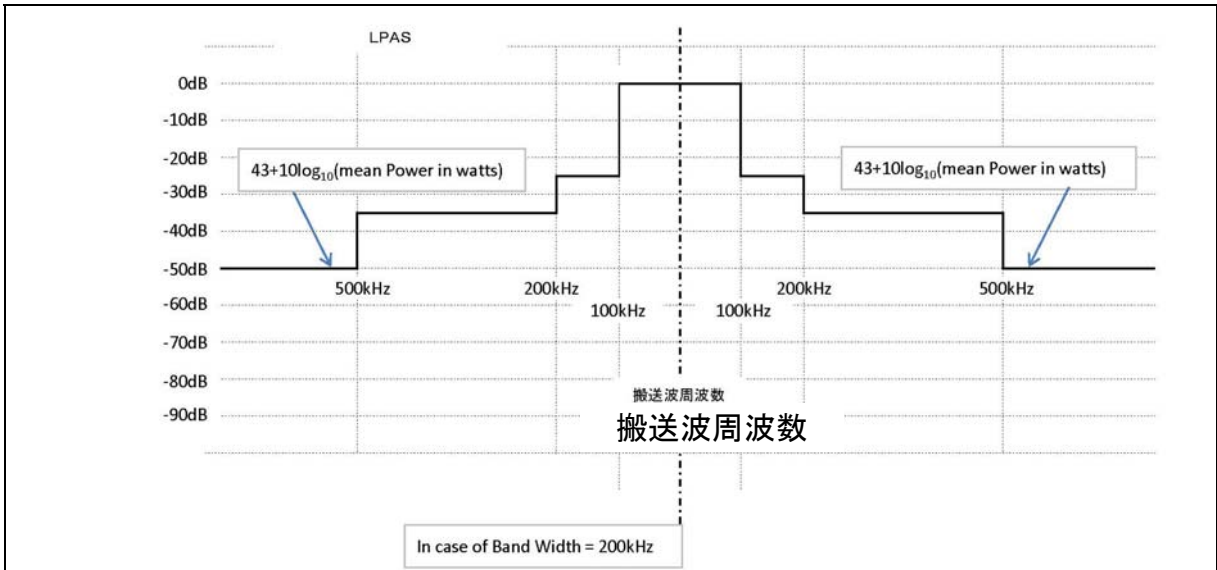 LPAS
0dB
-10dB
-20dB
-30dB
-40dB
-50dB
-60dB
-70dB
-80dB
-90dB
43+10log₁₀(mean Power in watts)
43+10log₁₀(mean Power in watts)
500kHz
200kHz
100kHz
100kHz
200kHz
500kHz
搬送波周波数
搬送波周波数
In case of Band Width = 200kHz